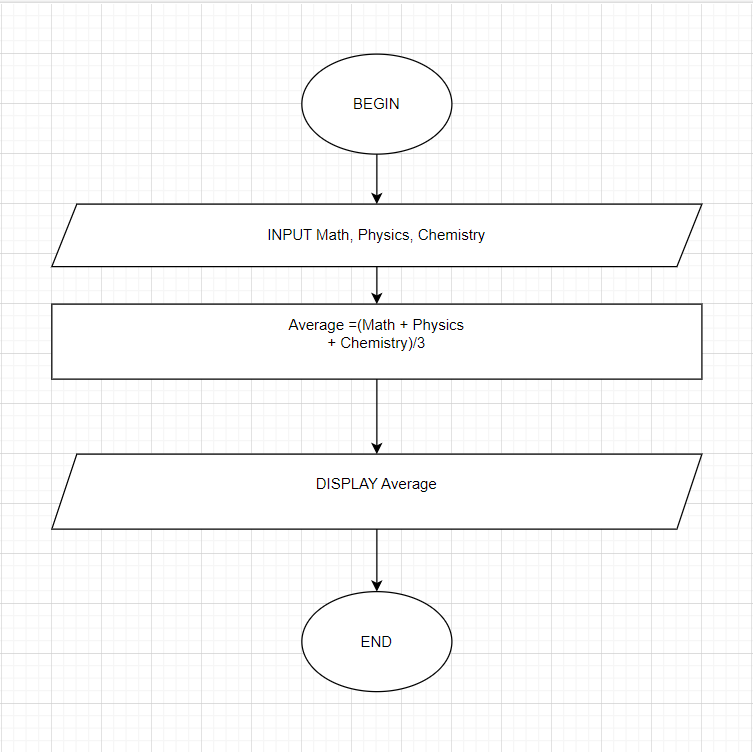 BEGIN
INPUT Math, Physics, Chemistry
Average =(Math + Physics
+ Chemistry)/3
DISPLAY Average
END